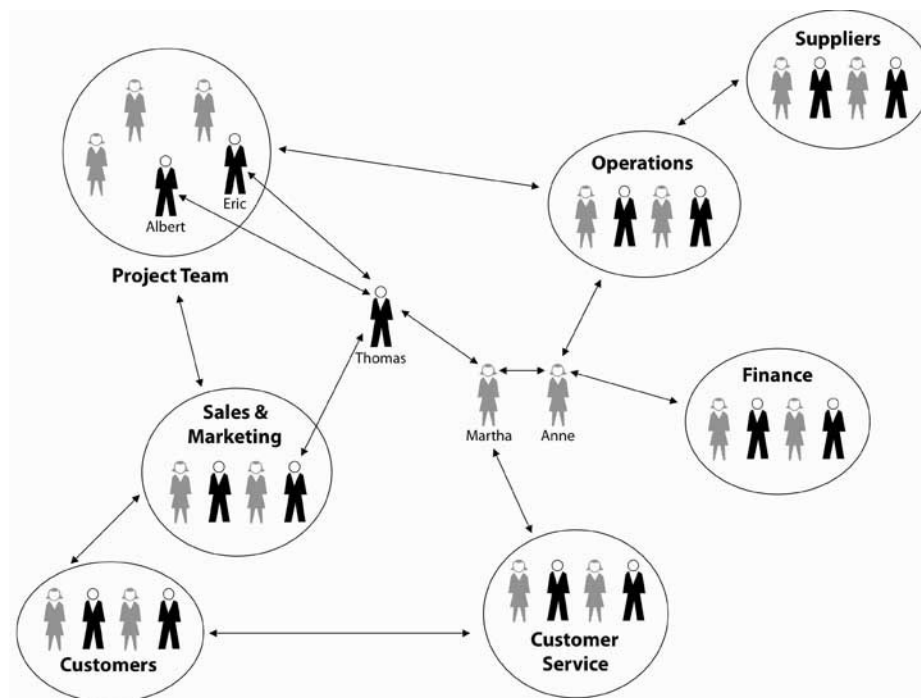 Suppliers
Operations
Eric
Albert
Project Team
Thomas
Finance
Sales &
Marketing
Martha
Anne
Customers
Customer
Service